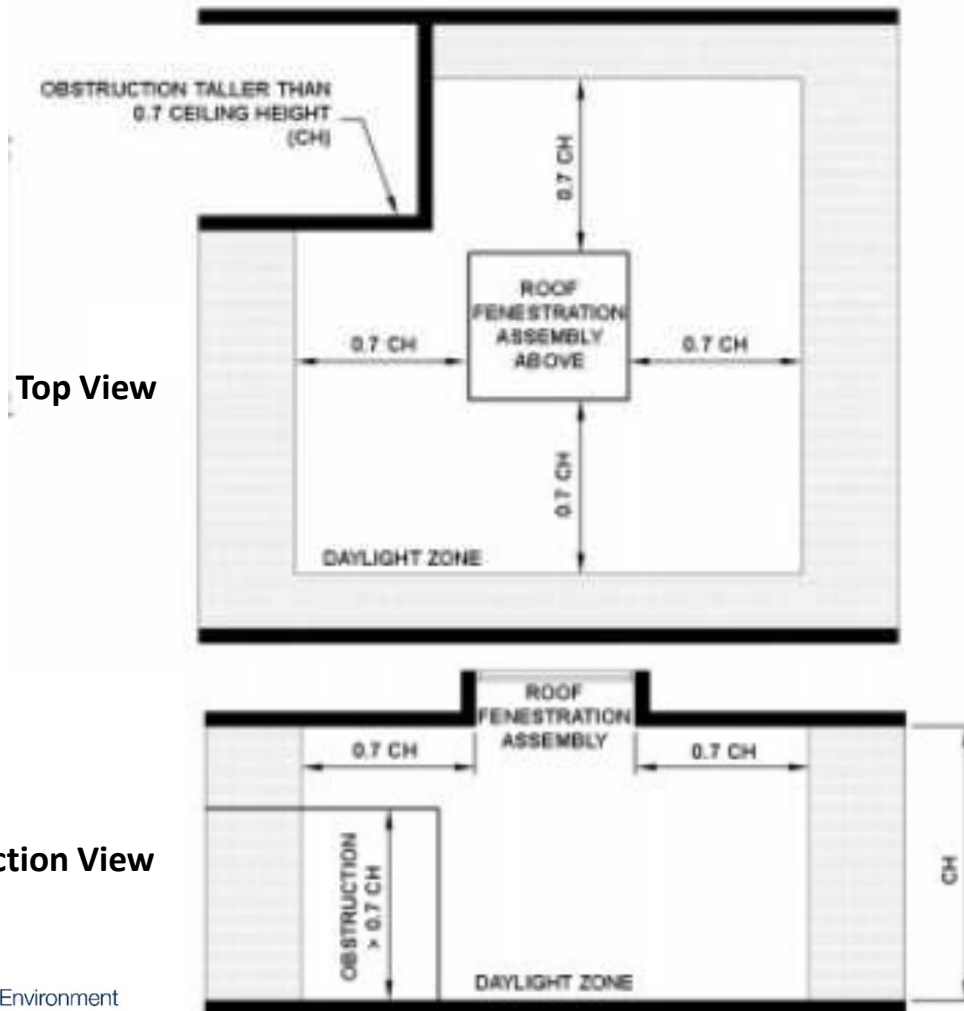 OBSTRUCTION TALLER THAN
0.7 CEILING HEIGHT
(CH)
0.7 CH
ROOF
FENESTRATION
ASSEMBLY
ABOVE
0.7 CH
0.7 CH
Top View
0.7 CH
DAYLIGHT ZONE
ROOF
FENESTRATION
ASSEMBLY
0.7 CH
0.7 CH
ction View
OBSTRUCTION
> 0.7 CH
CH
DAYLIGHT ZONE
Environment